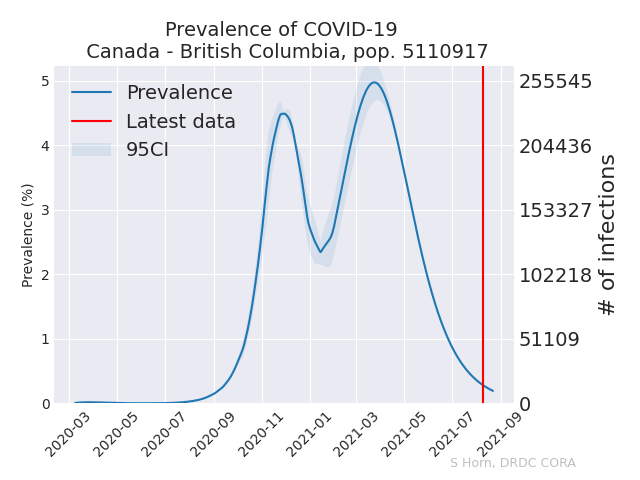 Prevalence of COVID-19
Canada - British Columbia, pop. 5110917
Prevalence
Latest data
95CI
Prevalence (%)
5
4
3
2
1
0
255545
204436
153327
102218
51109
0
# of infections
2020-03
2020-05
2020-07
2020-09
2020-11
2021-01
2021-03
2021-05
2021-07
2021-09
S Horn, DRDC CORA